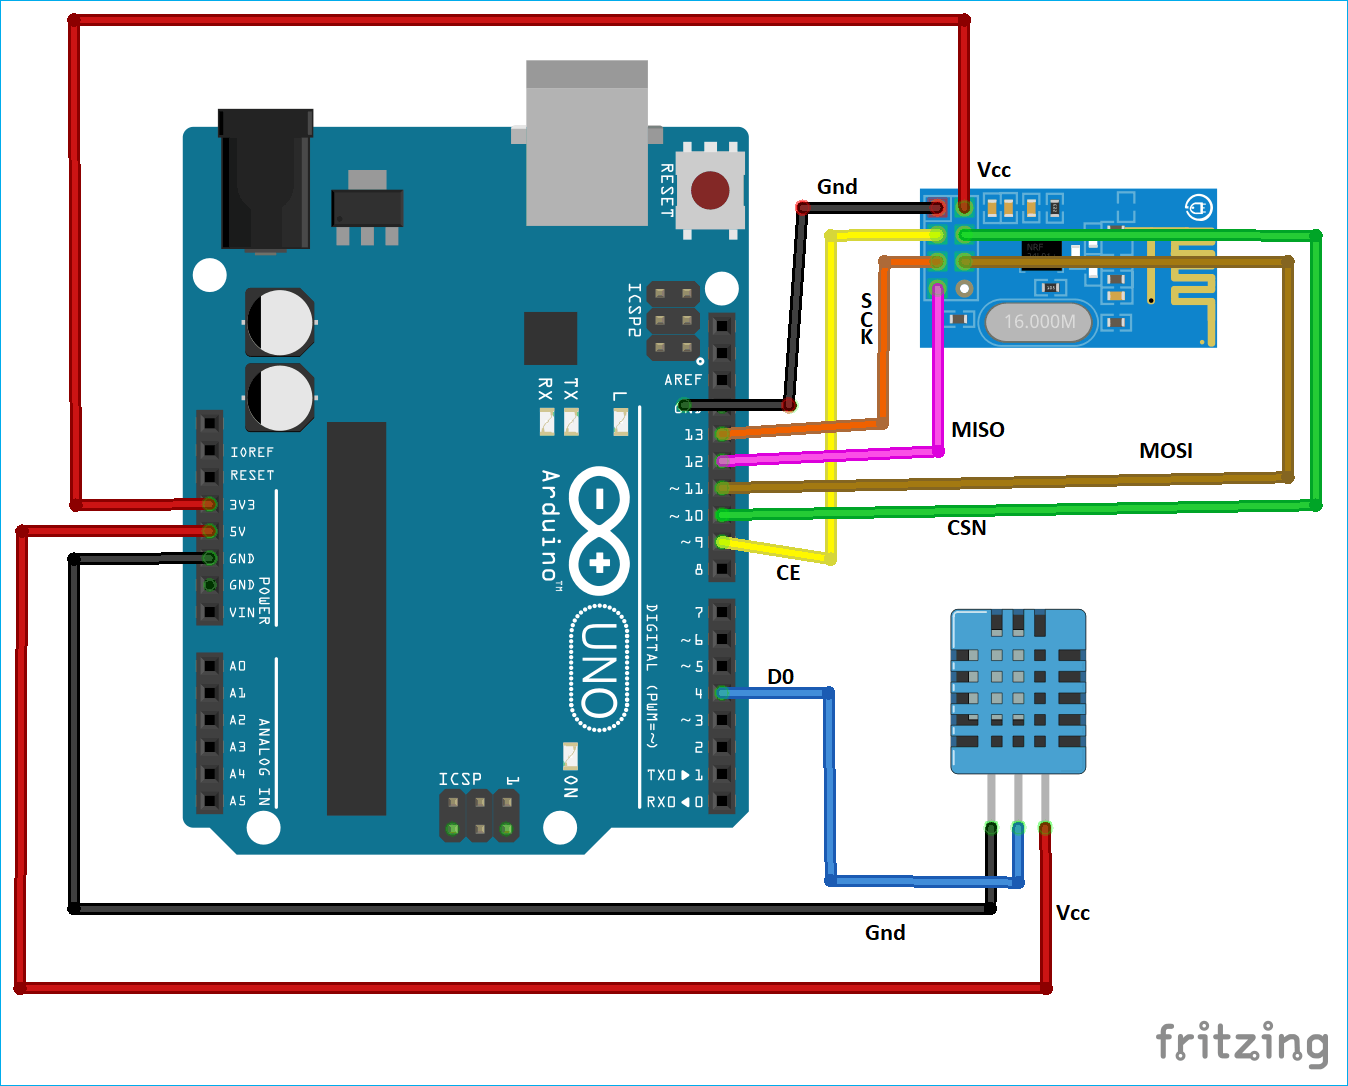 Vcc
Gnd
RESET
NRF
16.000M
ICSP2
SCK
AREF
RX
TX
L
GND
13
MISO
IOREF
12
MOSI
RESET
~11
3V3
~10
CSN
5V
~9
GND
CE
8
GND
POWER
VIN
Arduino™
UNO
DIGITAL (PWM=~)
7
~6
A0
~5
A1
4
D0
A2
~3
A3
2
A4
TX0▶1
A5
RX0◀0
ANALOG IN
ICSP
1
ON
Vcc
Gnd
fritzing